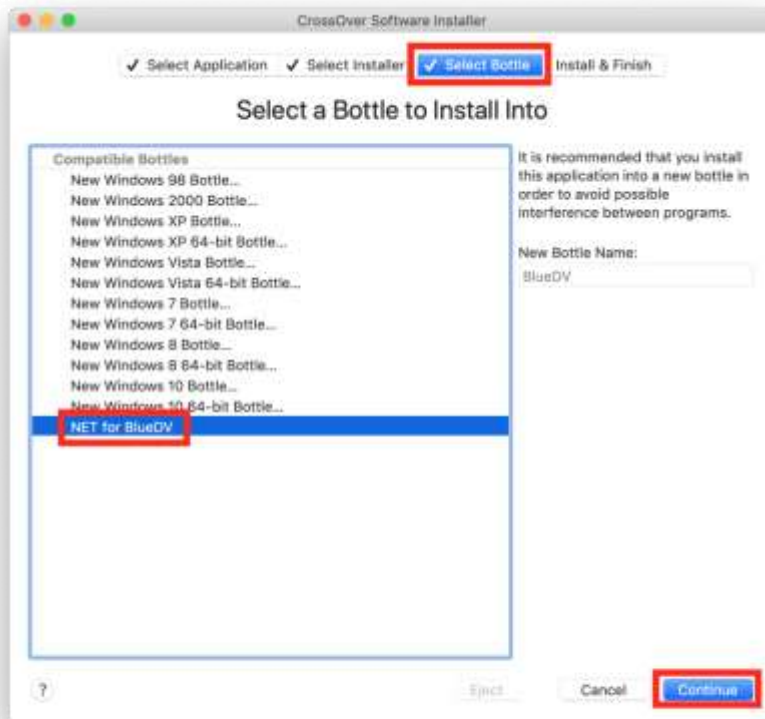 CrossOver Software Installer
✓ Select Application ✓ Select Installer ✓ Select Bottle Install & Finish
Select a Bottle to Install Into
Compatible Bottles
New Windows 98 Bottle...
New Windows 2000 Bottle...
New Windows XP Bottle...
New Windows XP 64-bit Bottle...
New Windows Vista Bottle...
New Windows Vista 64-bit Bottle...
New Windows 7 Bottle...
New Windows 7 64-bit Bottle...
New Windows 8 Bottle...
New Windows 8 64-bit Bottle...
New Windows 10 Bottle...
New Windows 10 64-bit Bottle...
NET for BlueDV
It is recommended that you install
this application into a new bottle in
order to avoid possible
interference between programs.
New Bottle Name:
BlueDV
?
Eject
Cancel
Continue